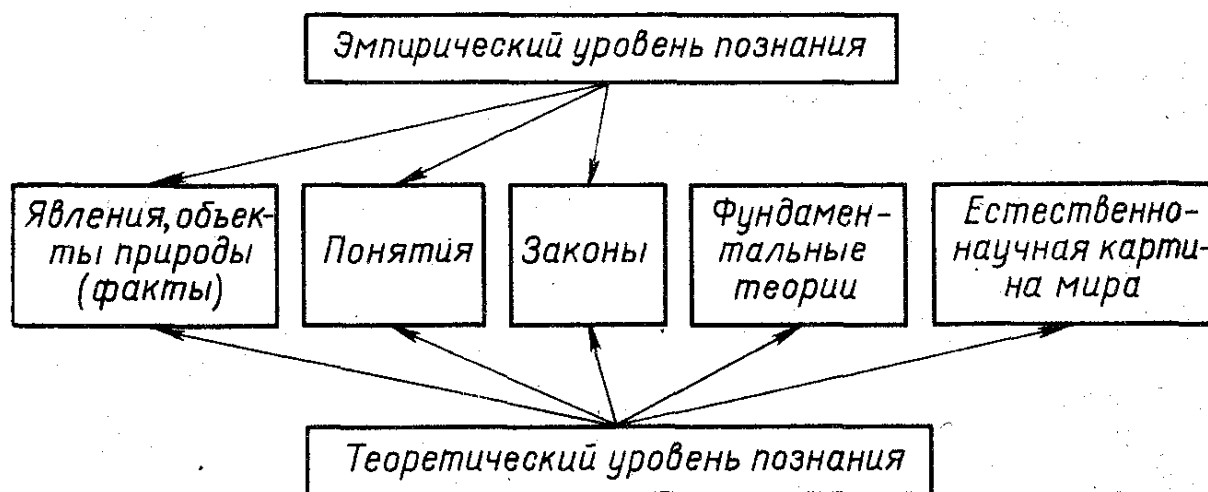 Эмпирический уровень познания
Явления, объек-
ты природы
(факты)
Понятия
Законы
Фундамен-
тальные
теории
Естественно-
научная карти-
на мира
Теоретический уровень познания